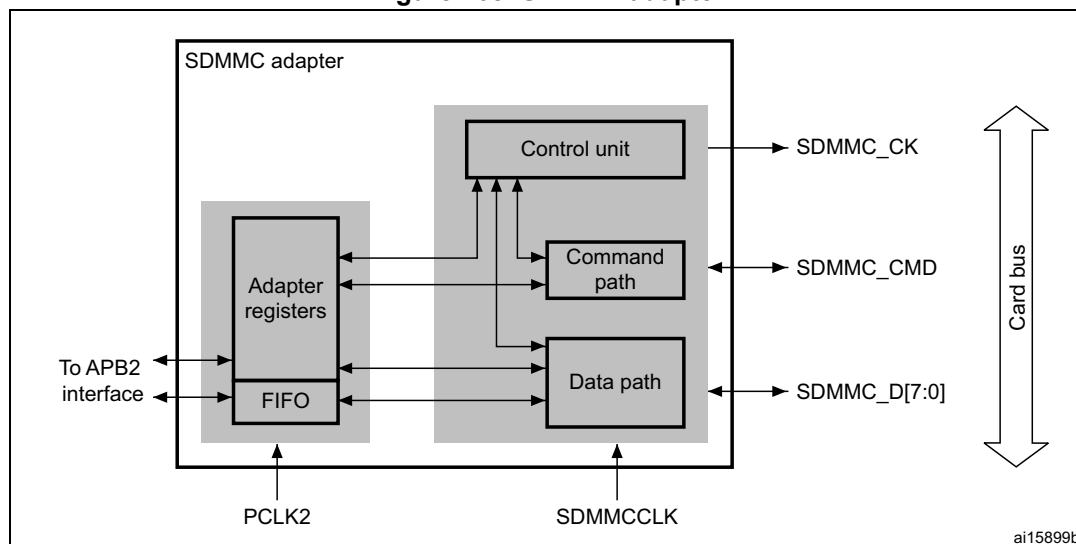 SDMMC adapter
Control unit
SDMMC_CK
Command
path
SDMMC_CMD
Adapter
registers
Card bus
To APB2
interface
FIFO
Data path
SDMMC_D[7:0]
PCLK2
SDMMCCLK
ai15899b